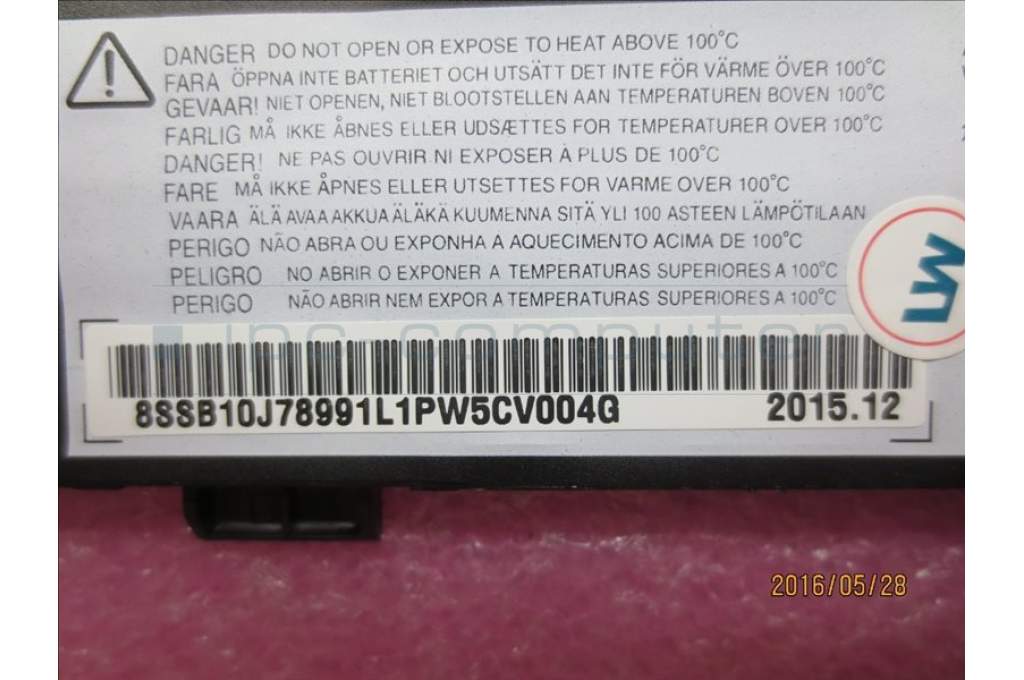 DANGER DO NOT OPEN OR EXPOSE TO HEAT ABOVE 100°C
FARA ÖPPNA INTE BATTERIET OCH UTSÄTT DET INTE FÖR VÄRME ÖVER 100°C
GEVAAR! NIET OPENEN, NIET BLOOTSTELLEN AAN TEMPERATUREN BOVEN 100°C
FARLIG MÅ IKKE ÅBNES ELLER UDSÆTTES FOR TEMPERATURER OVER 100°C
DANGER! NE PAS OUVRIR NI EXPOSER À PLUS DE 100°C
FARE MÅ IKKE ÅPNES ELLER UTSETTES FOR VARME OVER 100°C
VAARA ÄLÄ AVAA AKKUA ÄLÄKÄ KUUMENNA SITÄ YLI 100 ASTEEN LÄMPÖTILAAN
PERIGO NÃO ABRA OU EXPONHA A AQUECIMENTO ACIMA DE 100°C
PELIGRO NO ABRIR O EXPONER A TEMPERATURAS SUPERIORES A 100°C
PERIGO NÃO ABRIR NEM EXPOR A TEMPERATURAS SUPERIORES A 100°C
LW
ipc-computer
8SSB10J78991L1PW5CV004G 2015.12
2016/05/28